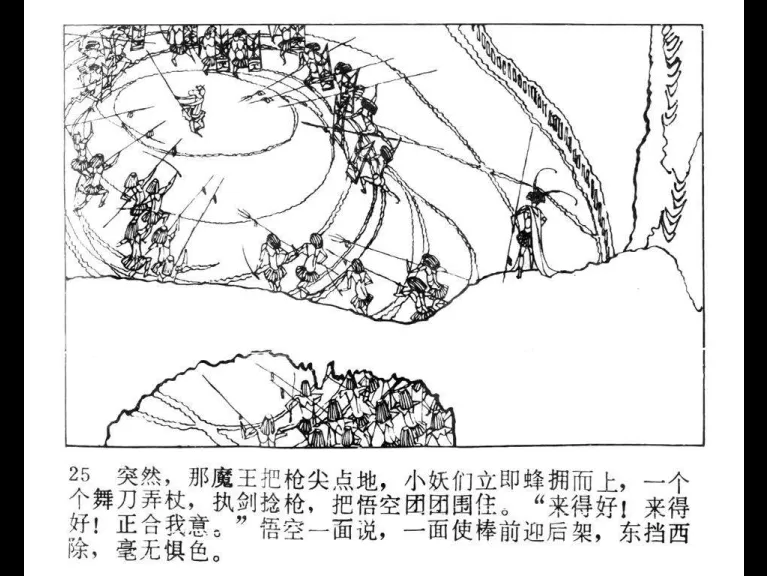 25 突然，那魔王把枪尖点地，小妖们立即蜂拥而上，一个
个舞刀弄杖，执剑捻枪，把悟空团团围住。“来得好！来得
好！正合我意。”悟空一面说，一面使棒前迎后架，东挡西
除，毫无惧色。